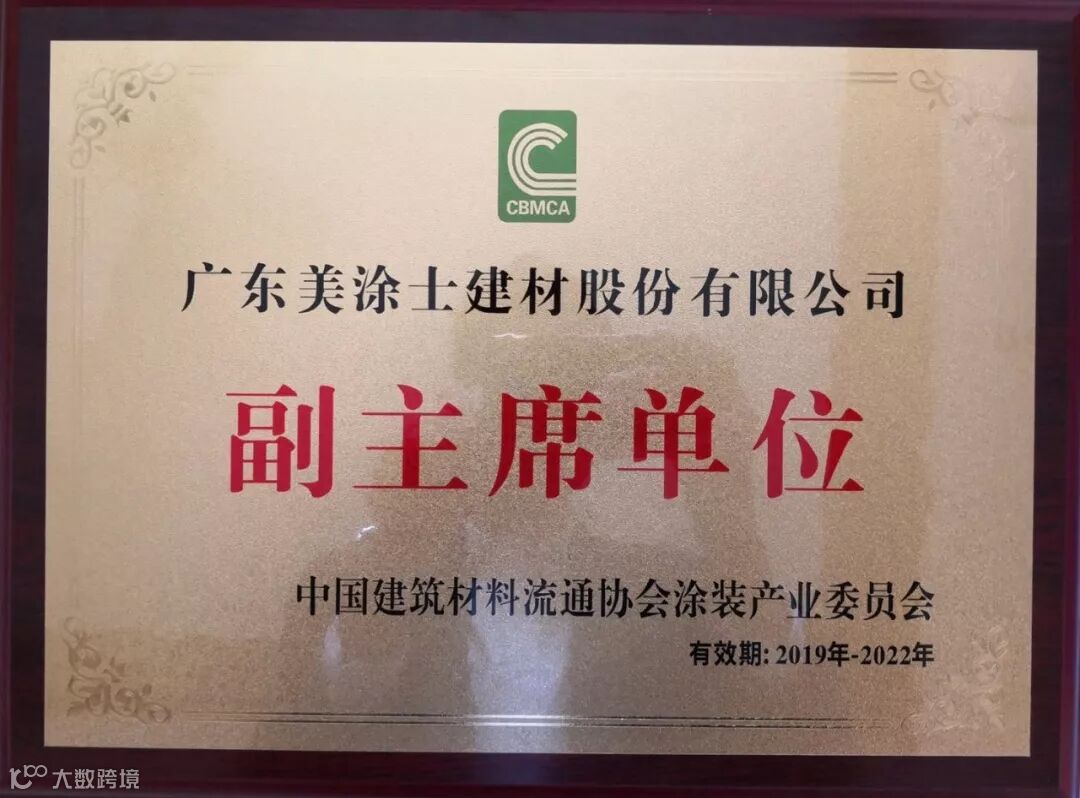 CBMCA
广东美涂士建材股份有限公司
副主席单位
中国建筑材料流通协会涂装产业委员会
有效期: 2019年-2022年
大数跨境